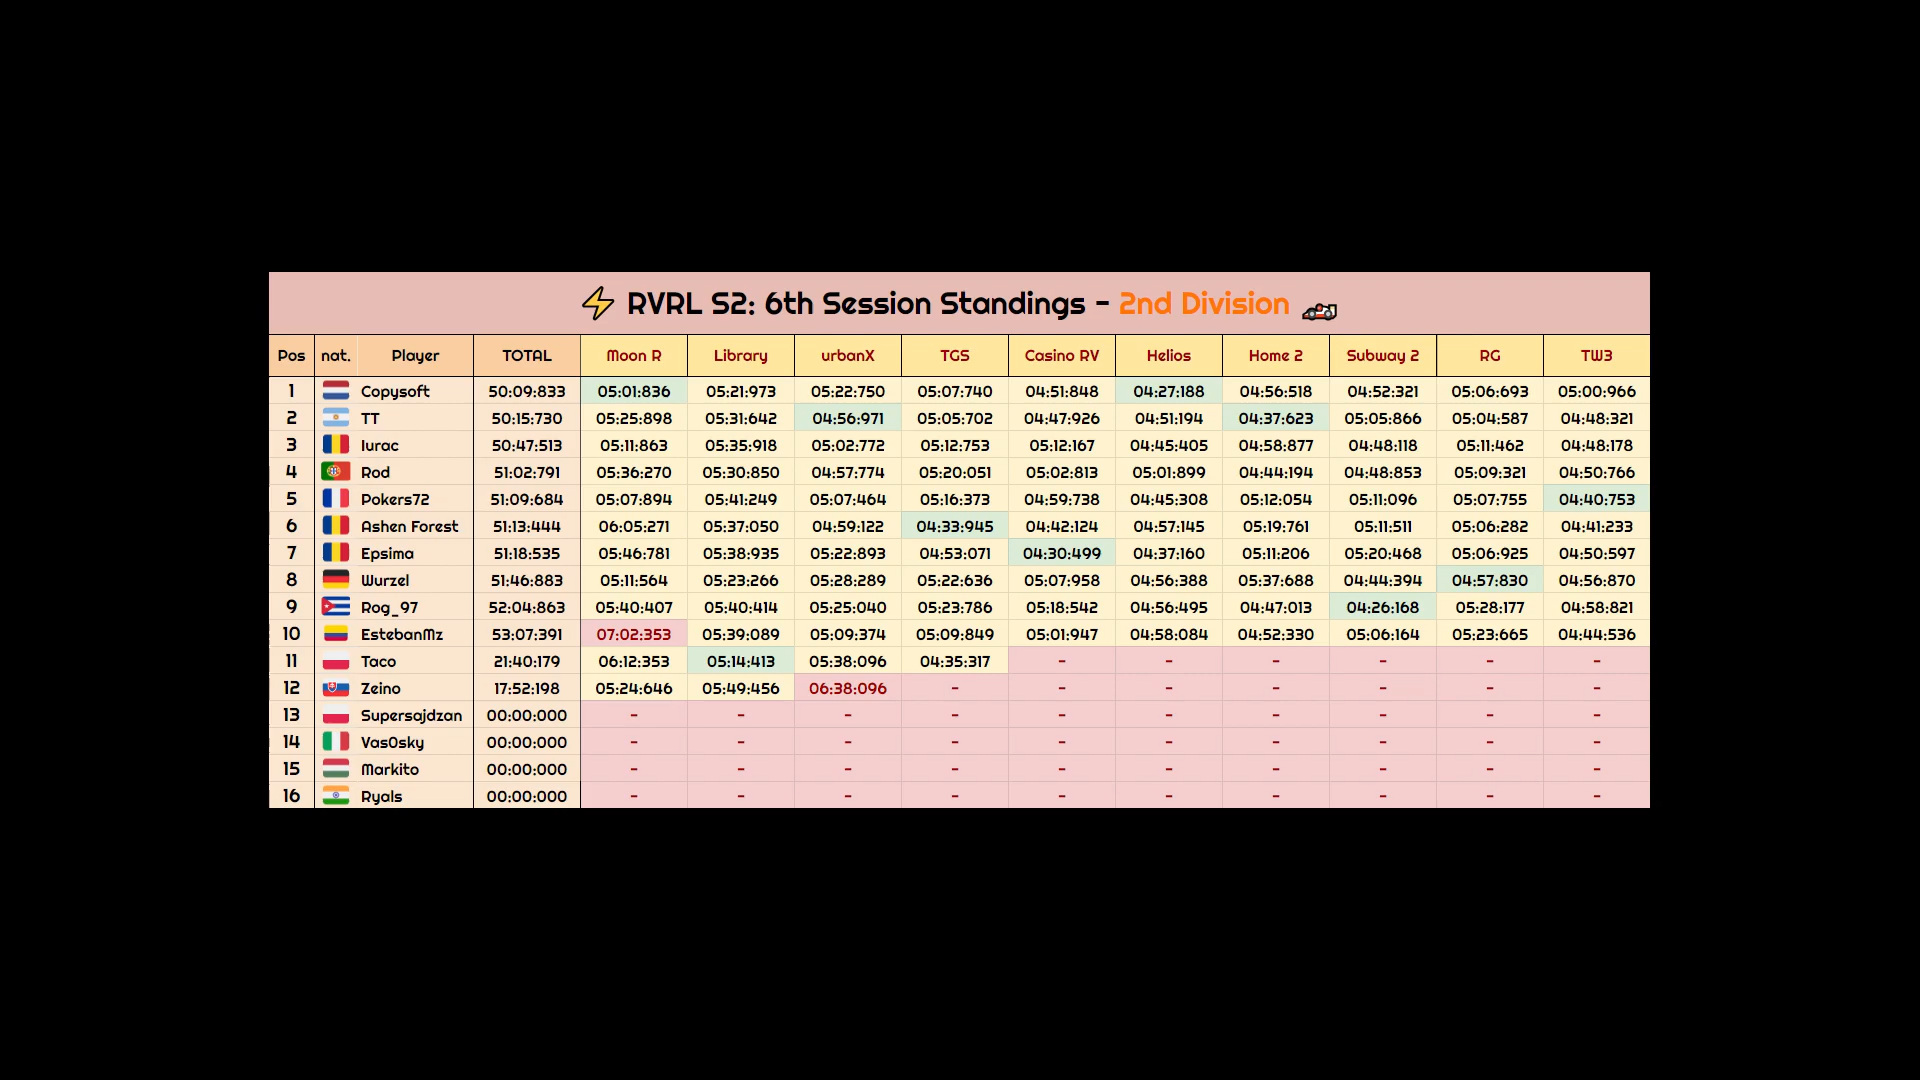 RVRL S2: 6th Session Standings - 2nd Division
Pos nat. Player TOTAL Moon R Library urbanX TGS Casino RV Helios Home 2 Subway 2 RG TW3
1 Copysoft 50:09:833 05:01:836 05:21:973 05:22:750 05:07:740 04:51:848 04:27:188 04:56:518 04:52:321 05:06:693 05:00:966
2 TT 50:15:730 05:25:898 05:31:642 04:56:971 05:05:702 04:47:926 04:51:194 04:37:623 05:05:866 05:04:587 04:48:321
3 Iurac 50:47:513 05:11:863 05:35:918 05:02:772 05:12:753 05:12:167 04:45:405 04:58:877 04:48:118 05:11:462 04:48:178
4 Rod 51:02:791 05:36:270 05:30:850 04:57:774 05:20:051 05:02:813 05:01:899 04:44:194 04:48:853 05:09:321 04:50:766
5 Pokers72 51:09:684 05:07:894 05:41:249 05:07:464 05:16:373 04:59:738 04:45:308 05:12:054 05:11:096 05:07:755 04:40:753
6 Ashen Forest 51:13:444 06:05:271 05:37:050 04:59:122 04:33:945 04:42:124 04:57:145 05:19:761 05:11:511 05:06:282 04:41:233
7 Epsima 51:18:535 05:46:781 05:38:935 05:22:893 04:53:071 04:30:499 04:37:160 05:11:206 05:20:468 05:06:925 04:50:597
8 Wurzel 51:46:883 05:11:564 05:23:266 05:28:289 05:22:636 05:07:958 04:56:388 05:37:688 04:44:394 04:57:830 04:56:870
9 Rog_97 52:04:863 05:40:407 05:40:414 05:25:040 05:23:786 05:18:542 04:56:495 04:47:013 04:26:168 05:28:177 04:58:821
10 EstebanMz 53:07:391 07:02:353 05:39:089 05:09:374 05:09:849 05:01:947 04:58:084 04:52:330 05:06:164 05:23:665 04:44:536
11 Taco 21:40:179 06:12:353 05:14:413 05:38:096 04:35:317 - - - - - -
12 Zeino 17:52:198 05:24:646 05:49:456 06:38:096 - - - - - - -
13 Supersajdzan 00:00:000 - - - - - - - - - -
14 VasOsky 00:00:000 - - - - - - - - - -
15 Markito 00:00:000 - - - - - - - - - -
16 Ryals 00:00:000 - - - - - - - - - -